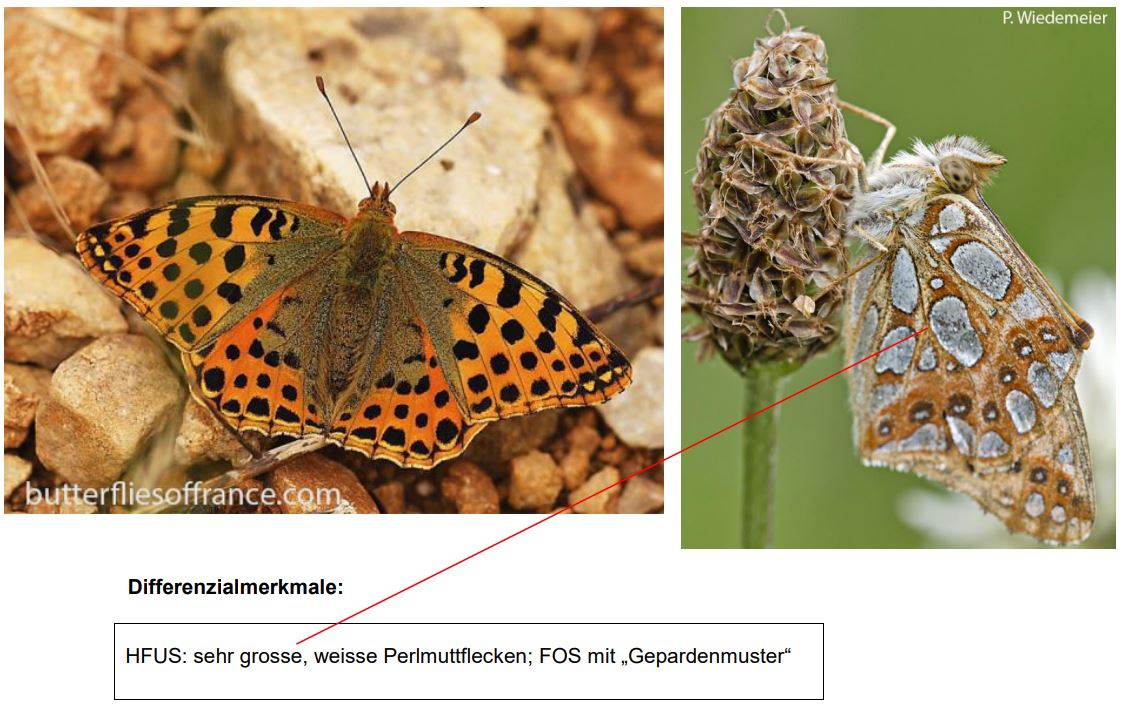 P. Wiedemeier
butterfliesoffrance.com
Differenzialmerkmale:
HFUS: sehr grosse, weisse Perlmuttflecken; FOS mit „Gepardenmuster“